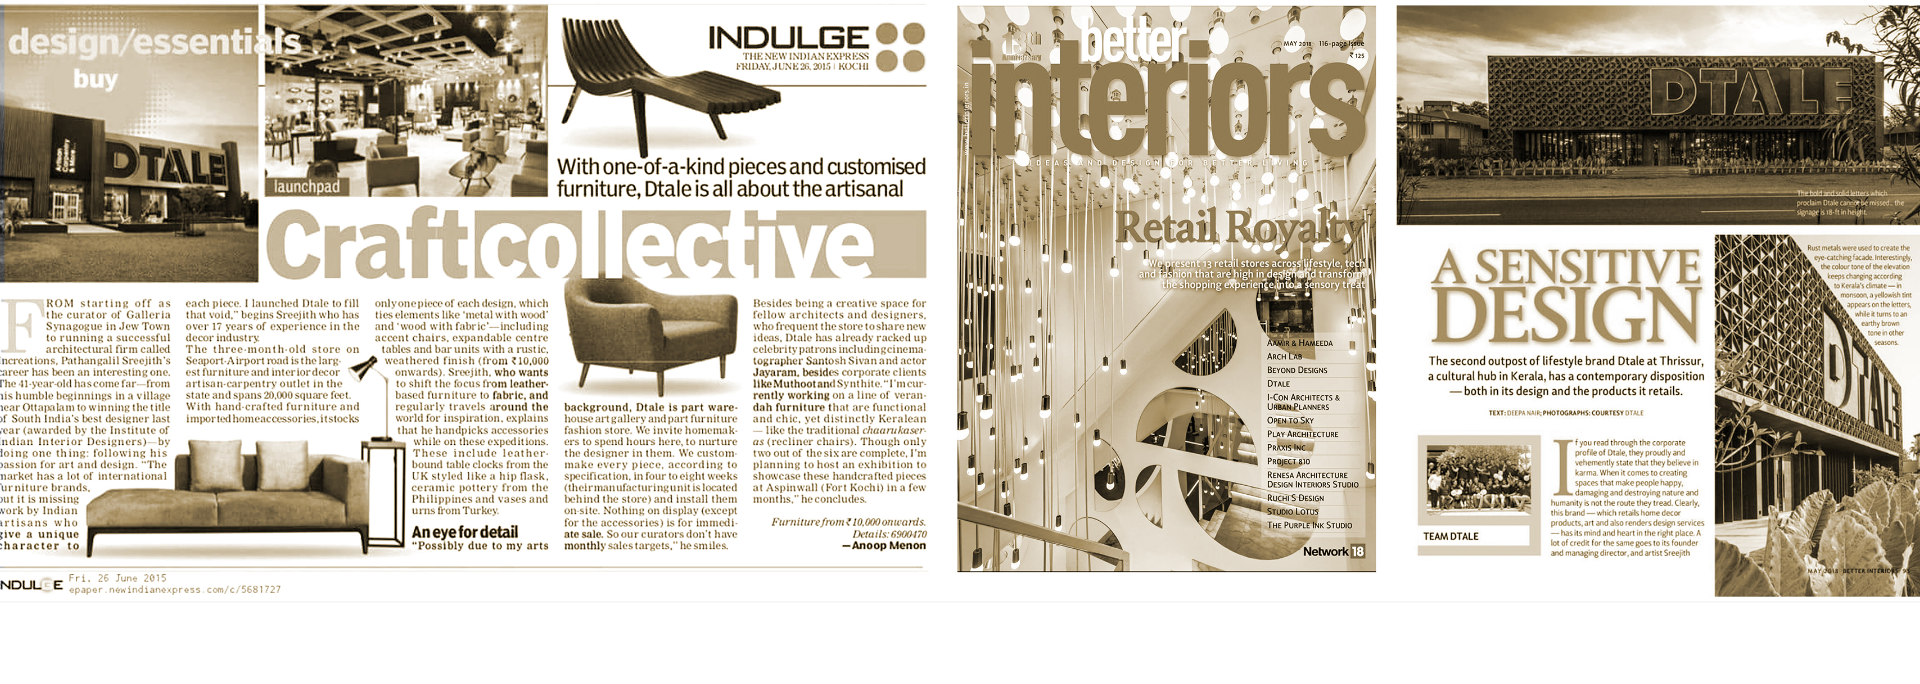 design/essentials
buy
Artisan
Carpentry
& More...
DTALE
launchpad
INDULGE
THE NEW INDIAN EXPRESS
FRIDAY, JUNE 26, 2015 | KOCHI
With one-of-a-kind pieces and customised
furniture, Dtale is all about the artisanal
Craftcollective
FROM starting off as
the curator of Galleria
Synagogue in Jew Town
to running a successful
architectural firm called
Increations, Pathangalil Sreejith's
career has been an interesting one.
The 41-year-old has come far—from
his humble beginnings in a village
near Ottapalam to winning the title
of South India's best designer last
year (awarded by the Institute of
Indian Interior Designers)—by
doing one thing: following his
passion for art and design. "The
market has a lot of international
furniture brands,
but it is missing
work by Indian
artisans who
give a unique
character to
each piece. I launched Dtale to fill
that void," begins Sreejith who has
over 17 years of experience in the
decor industry.
The three-month-old store on
Seaport-Airport road is the larg-
est furniture and interior decor
artisan-carpentry outlet in the
state and spans 20,000 square feet.
With hand-crafted furniture and
imported home accessories, it stocks
only one piece of each design, which
ties elements like 'metal with wood'
and 'wood with fabric'—including
accent chairs, expandable centre
tables and bar units with a rustic,
weathered finish (from ₹10,000
onwards). Sreejith, who wants
to shift the focus from leather-
based furniture to fabric, and
regularly travels around the
world for inspiration, explains
that he handpicks accessories
while on these expeditions.
These include leather-
bound table clocks from the
UK styled like a hip flask,
ceramic pottery from the
Philippines and vases and
urns from Turkey.
An eye for detail
"Possibly due to my arts
background, Dtale is part ware-
house art gallery and part furniture
fashion store. We invite homemak-
ers to spend hours here, to nurture
the designer in them. We custom-
make every piece, according to
specification, in four to eight weeks
(their manufacturing unit is located
behind the store) and install them
on-site. Nothing on display (except
for the accessories) is for immedi-
ate sale. So our curators don't have
monthly sales targets," he smiles.
Besides being a creative space for
fellow architects and designers,
who frequent the store to share new
ideas, Dtale has already racked up
celebrity patrons including cinema-
tographer Santosh Sivan and actor
Jayaram, besides corporate clients
like Muthoot and Synthite. "I'm cur-
rently working on a line of veran-
dah furniture that are functional
and chic, yet distinctly Keralean
— like the traditional chaarukaser-
as (recliner chairs). Though only
two out of the six are complete, I'm
planning to host an exhibition to
showcase these handcrafted pieces
at Aspinwall (Fort Kochi) in a few
months," he concludes.
Furniture from ₹10,000 onwards.
Details: 6900470
—Anoop Menon
INDULGE
Fri, 26 June 2015
epaper.newindianexpress.com/c/5681727
better
interiors
MAY 2018 116-page Issue
₹ 125
IDEAS AND DESIGN FOR BETTER LIVING
Retail Royalty
We present 13 retail stores across lifestyle, tech
and fashion that are high in design and transform
the shopping experience into a sensory treat
AAMIR & HAMEEDA
ARCH LAB
BEYOND DESIGNS
DTALE
I-CON ARCHITECTS &
URBAN PLANNERS
OPEN TO SKY
PLAY ARCHITECTURE
PRAXIS INC
PROJECT 810
RENESA ARCHITECTURE
DESIGN INTERIORS STUDIO
RUCHI'S DESIGN
STUDIO LOTUS
THE PURPLE INK STUDIO
Network 18
DTALE
The bold and solid letters which
proclaim Dtale cannot be missed... the
signage is 18-ft in height.
A SENSITIVE
DESIGN
The second outpost of lifestyle brand Dtale at Thrissur,
a cultural hub in Kerala, has a contemporary disposition
— both in its design and the products it retails.
TEXT: DEEPA NAIR; PHOTOGRAPHS: COURTESY DTALE
TEAM DTALE
If you read through the corporate
profile of Dtale, they proudly and
vehemently state that they believe in
karma. When it comes to creating
spaces that make people happy,
damaging and destroying nature and
humanity is not the route they tread. Clearly,
this brand — which retails home decor
products, art and also renders design services
— has its mind and heart in the right place. A
lot of credit for the same goes to its founder
and managing director, and artist Sreejith
Rust metals were used to create the
eye-catching facade. Interestingly,
the colour tone of the elevation
keeps changing according
to Kerala's climate — in
monsoon, a yellowish tint
appears on the letters,
while it turns to an
earthy brown
tone in other
seasons.
DTALE
MAY 2018 BETTER INTERIORS